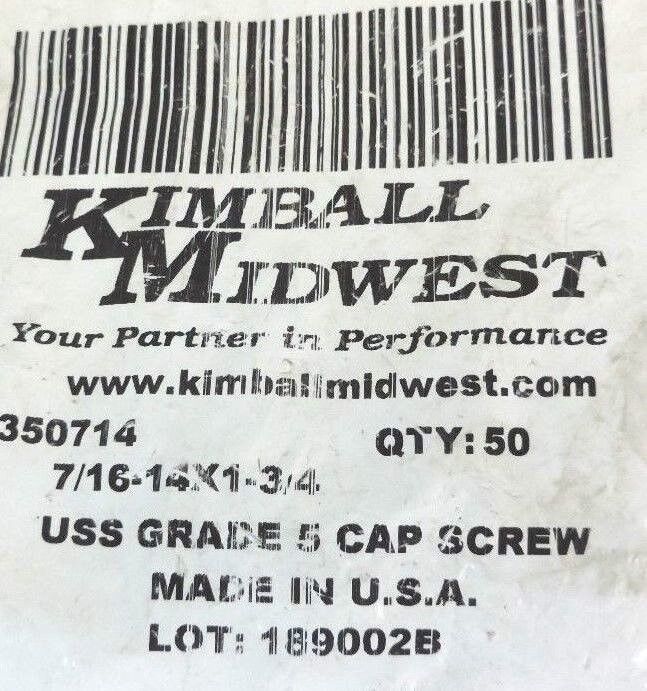 KIMBALL
MIDWEST
Your Partner in Performance
www.kimballmidwest.com
350714 QTY: 50
7/16-14X1-3/4
USS GRADE 5 CAP SCREW
MADE IN U.S.A.
LOT: 189002B